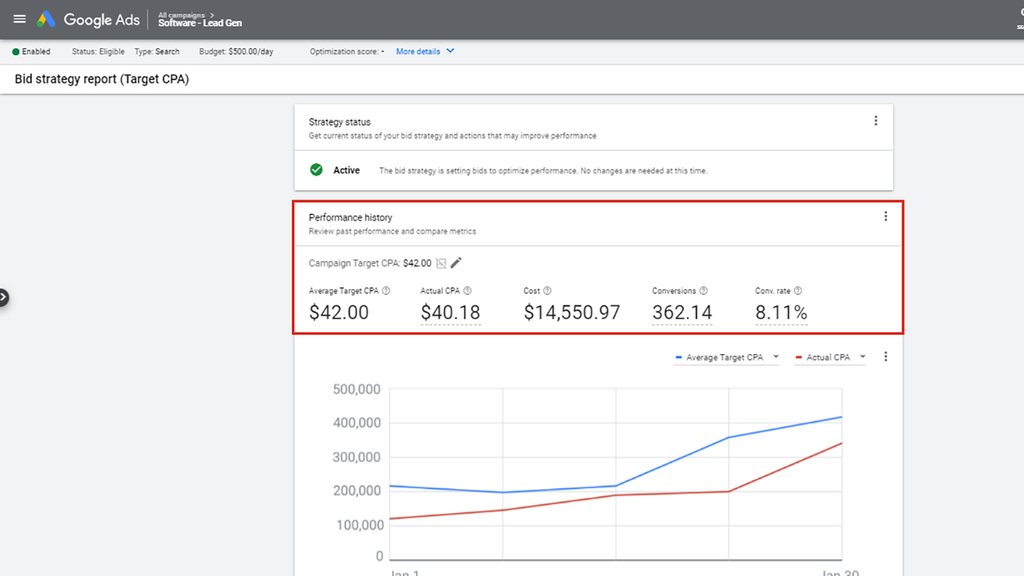 Google Ads
All campaigns >
Software - Lead Gen
Enabled Status: Eligible Type: Search Budget: $500.00/day Optimization score: - More details
Bid strategy report (Target CPA)
Strategy status
Get current status of your bid strategy and actions that may improve performance
Active The bid strategy is setting bids to optimize performance. No changes are needed at this time.
Performance history
Review past performance and compare metrics
Campaign Target CPA: $42.00
Average Target CPA Actual CPA Cost Conversions Conv. rate
$42.00 $40.18 $14,550.97 362.14 8.11%
Average Target CPA Actual CPA
500,000
400,000
300,000
200,000
100,000
0
Jan 1 Jan 30